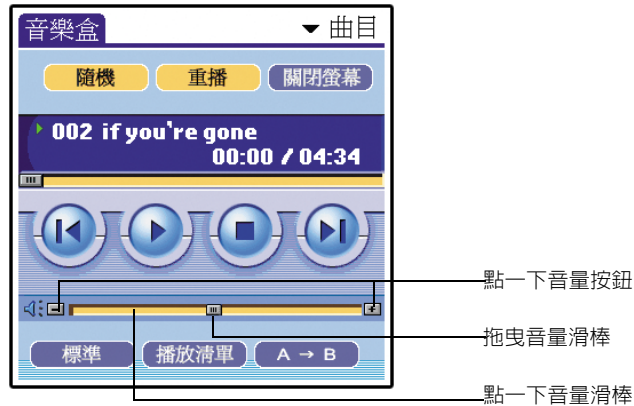 音樂盒 曲目
隨機 重播 關閉螢幕
002 if you're gone
00:00 / 04:34
點一下音量按鈕
拖曳音量滑棒
標準 播放清單 A → B
點一下音量滑棒